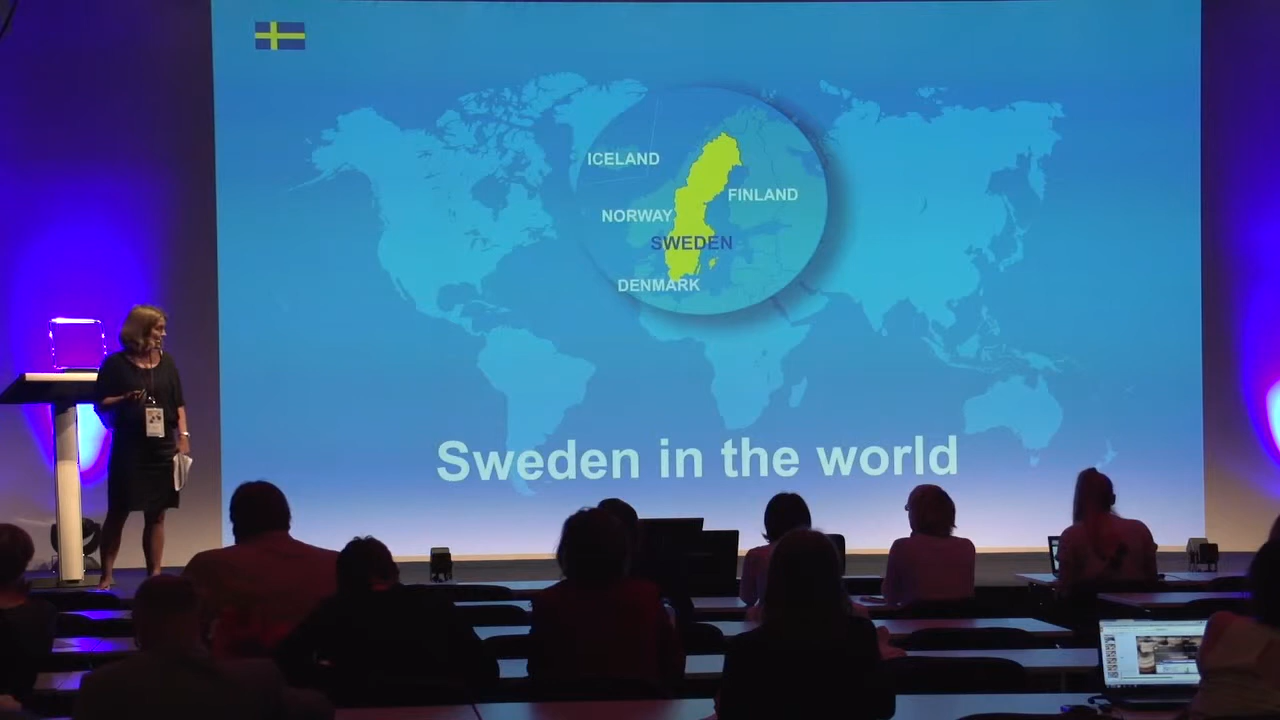 ICELAND
FINLAND
NORWAY
SWEDEN
DENMARK
Sweden in the world